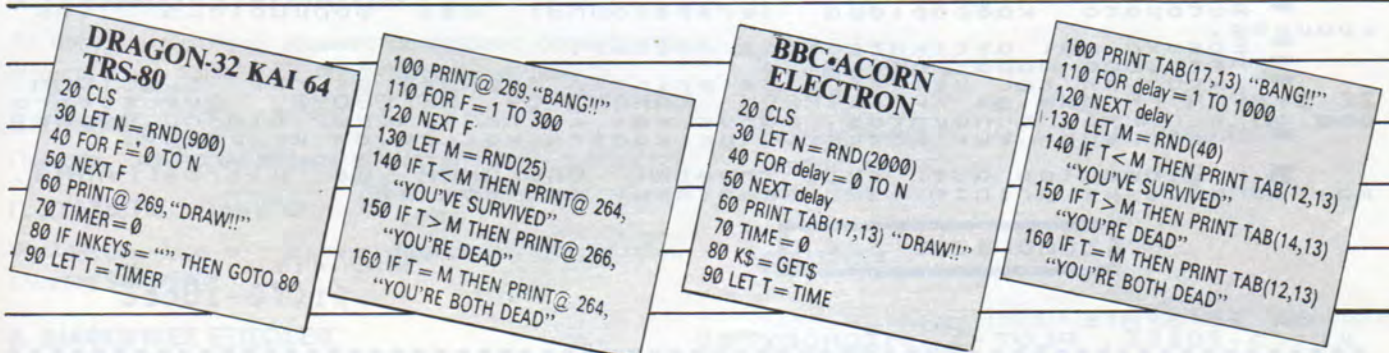 DRAGON-32 KAI 64
TRS-80
20 CLS
30 LET N = RND(900)
40 FOR F = 0 TO N
50 NEXT F
60 PRINT@ 269, “DRAW!!”
70 TIMER = 0
80 IF INKEY$ = “” THEN GOTO 80
90 LET T = TIMER
100 PRINT@ 269, “BANG!!”
110 FOR F = 1 TO 300
120 NEXT F
130 LET M = RND(25)
140 IF T < M THEN PRINT@ 264,
“YOU'VE SURVIVED”
150 IF T > M THEN PRINT@ 266,
“YOU'RE DEAD”
160 IF T = M THEN PRINT@ 264,
“YOU'RE BOTH DEAD”
BBC•ACORN
ELECTRON
20 CLS
30 LET N = RND(2000)
40 FOR delay = 0 TO N
50 NEXT delay
60 PRINT TAB(17,13) “DRAW!!”
70 TIME = 0
80 K$ = GET$
90 LET T = TIME
100 PRINT TAB(17,13) “BANG!!”
110 FOR delay = 1 TO 1000
120 NEXT delay
130 LET M = RND(40)
140 IF T < M THEN PRINT TAB(12,13)
“YOU'VE SURVIVED”
150 IF T > M THEN PRINT TAB(14,13)
“YOU'RE DEAD”
160 IF T = M THEN PRINT TAB(12,13)
“YOU'RE BOTH DEAD”